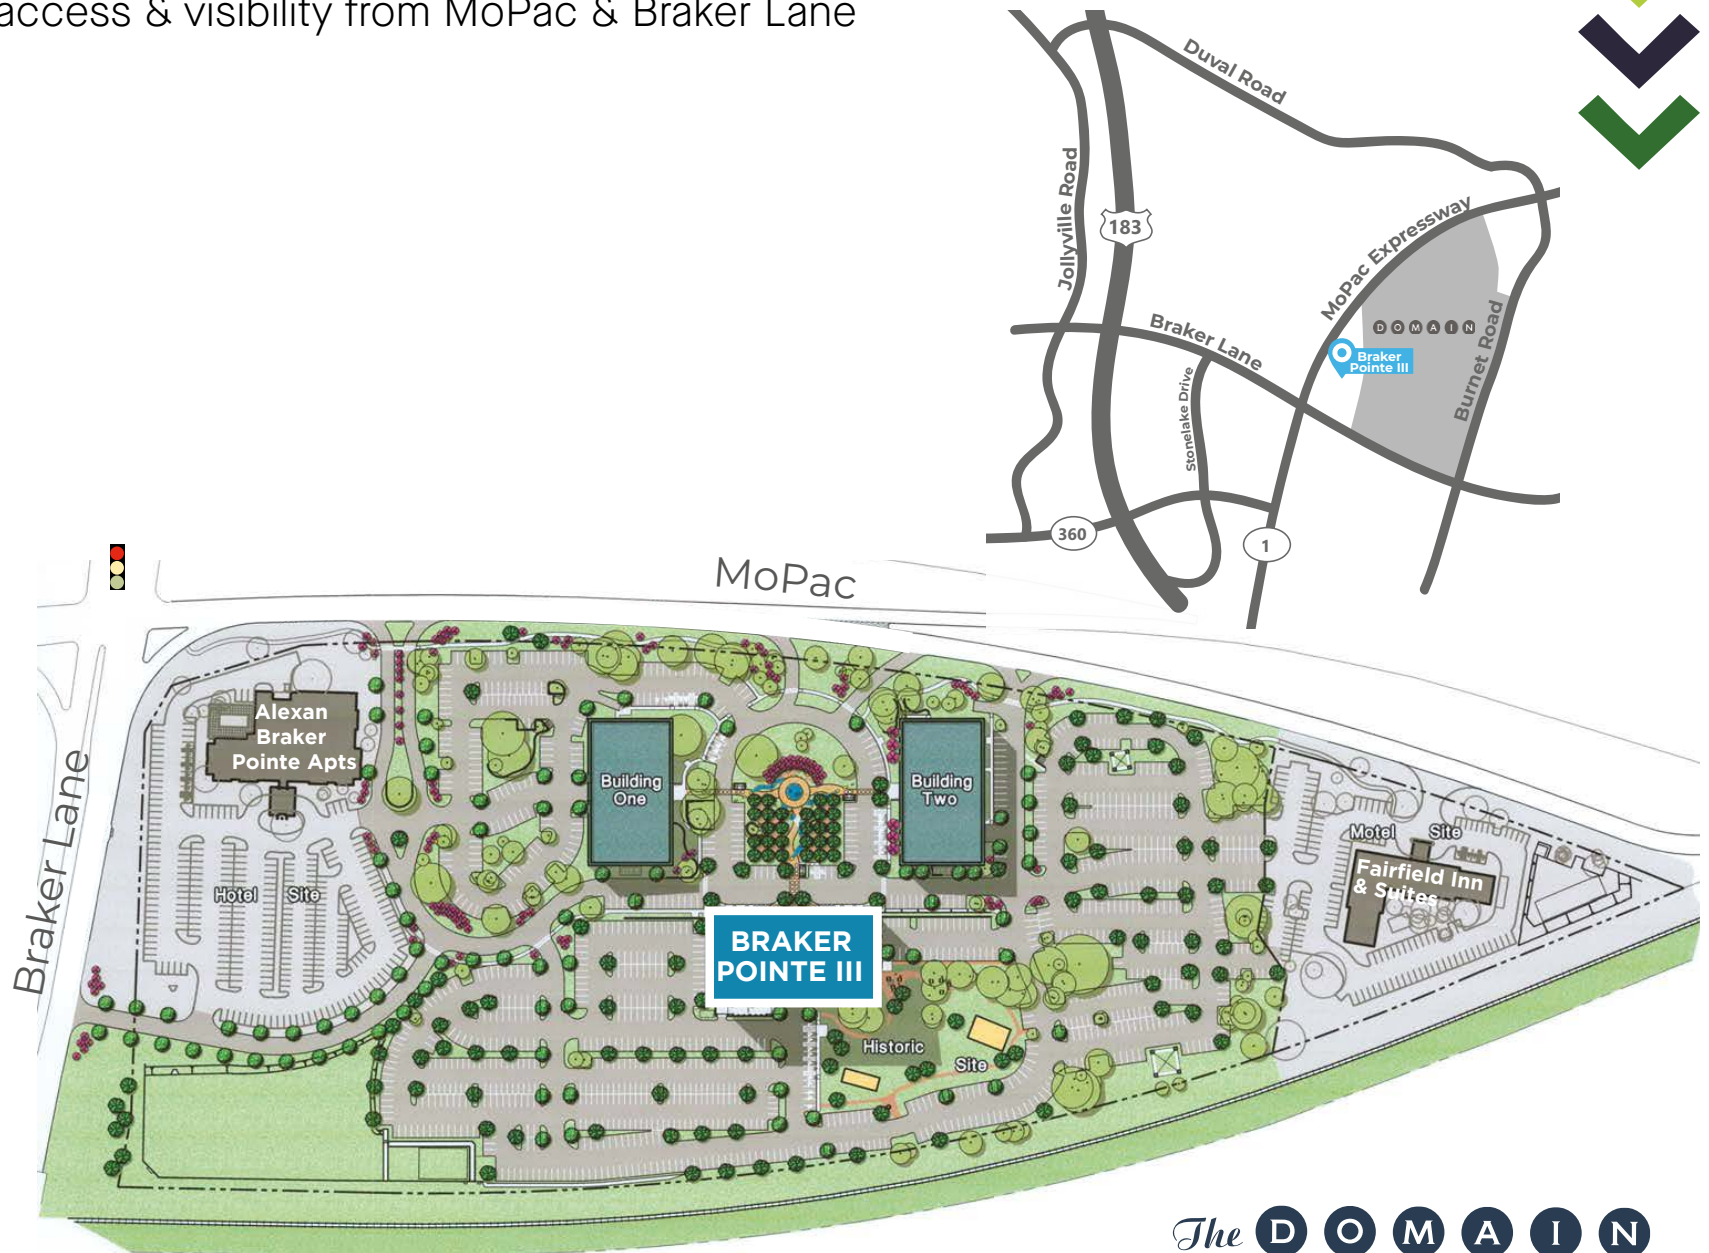 access & visibility from MoPac & Braker Lane
Duval Road
Jollyville Road
183
MoPac Expressway
DOMAIN
Braker Lane
Braker
Pointe III
Burnet Road
Stonelake Drive
360
1
MoPac
Braker Lane
Alexan
Braker
Pointe Apts
Building
One
Building
Two
Motel Site
Fairfield Inn
& Suites
Hotel Site
BRAKER
POINTE III
Historic
Site
The DOMAIN